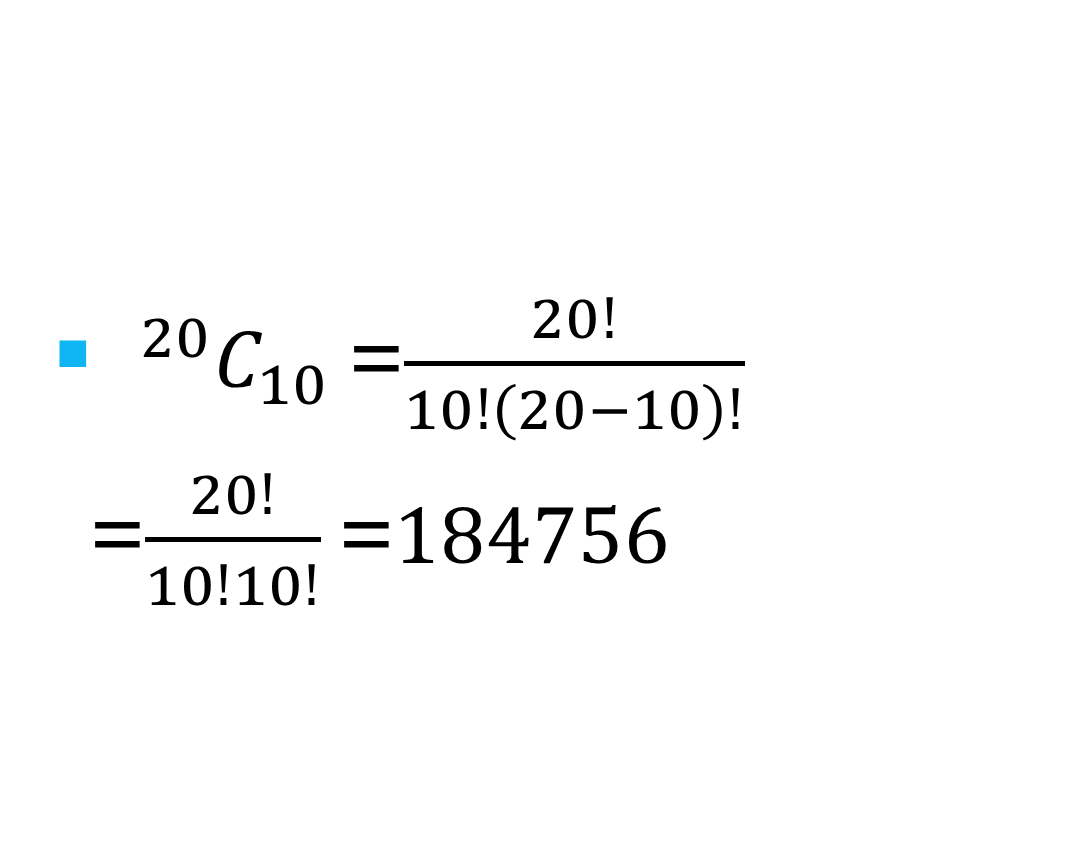 ▪ ²⁰C₁₀ = 20! / 10!(20−10)!
= 20! / 10!10! = 184756